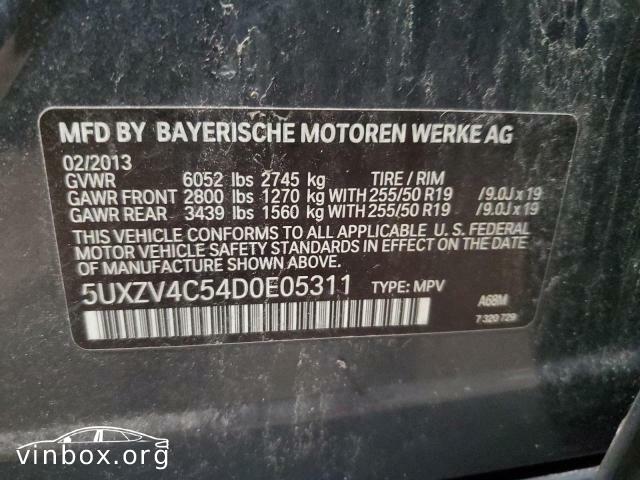 MFD BY BAYERISCHE MOTOREN WERKE AG
02/2013
GVWR 6052 lbs 2745 kg TIRE / RIM
GAWR FRONT 2800 lbs 1270 kg WITH 255/50 R19 /9.0J x 19
GAWR REAR 3439 lbs 1560 kg WITH 255/50 R19 /9.0J x 19
THIS VEHICLE CONFORMS TO ALL APPLICABLE U. S. FEDERAL
MOTOR VEHICLE SAFETY STANDARDS IN EFFECT ON THE DATE
OF MANUFACTURE SHOWN ABOVE.
5UXZV4C54D0E05311 TYPE: MPV
A68M
7 320 729
vinbox.org